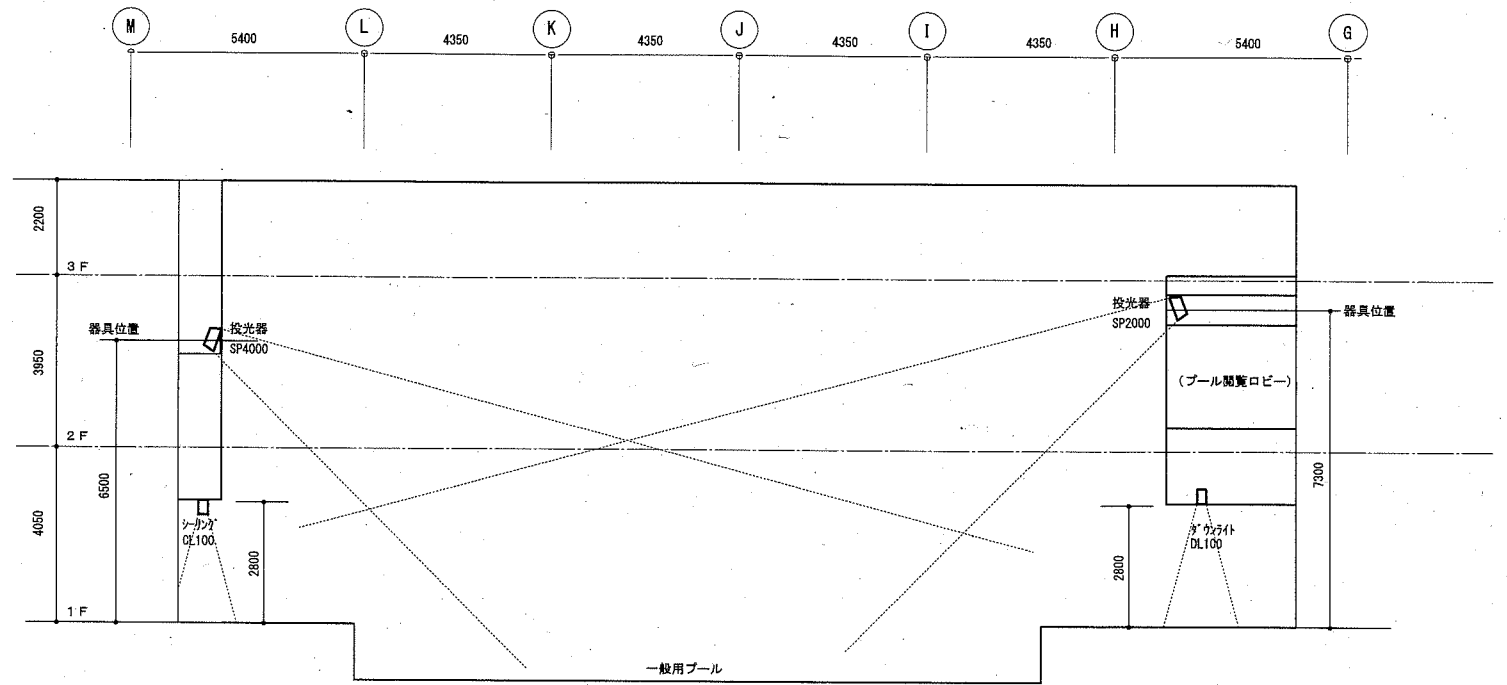 M
L
K
J
I
H
G
5400
4350
4350
4350
4350
5400
2200
3F
投光器
SP2000
器具位置
器具位置
投光器
SP4000
3950
(プール閲覧ロビー)
2F
6500
7300
4050
シーリング
CL100
ダウンライト
DL100
2800
2800
1F
一般用プール